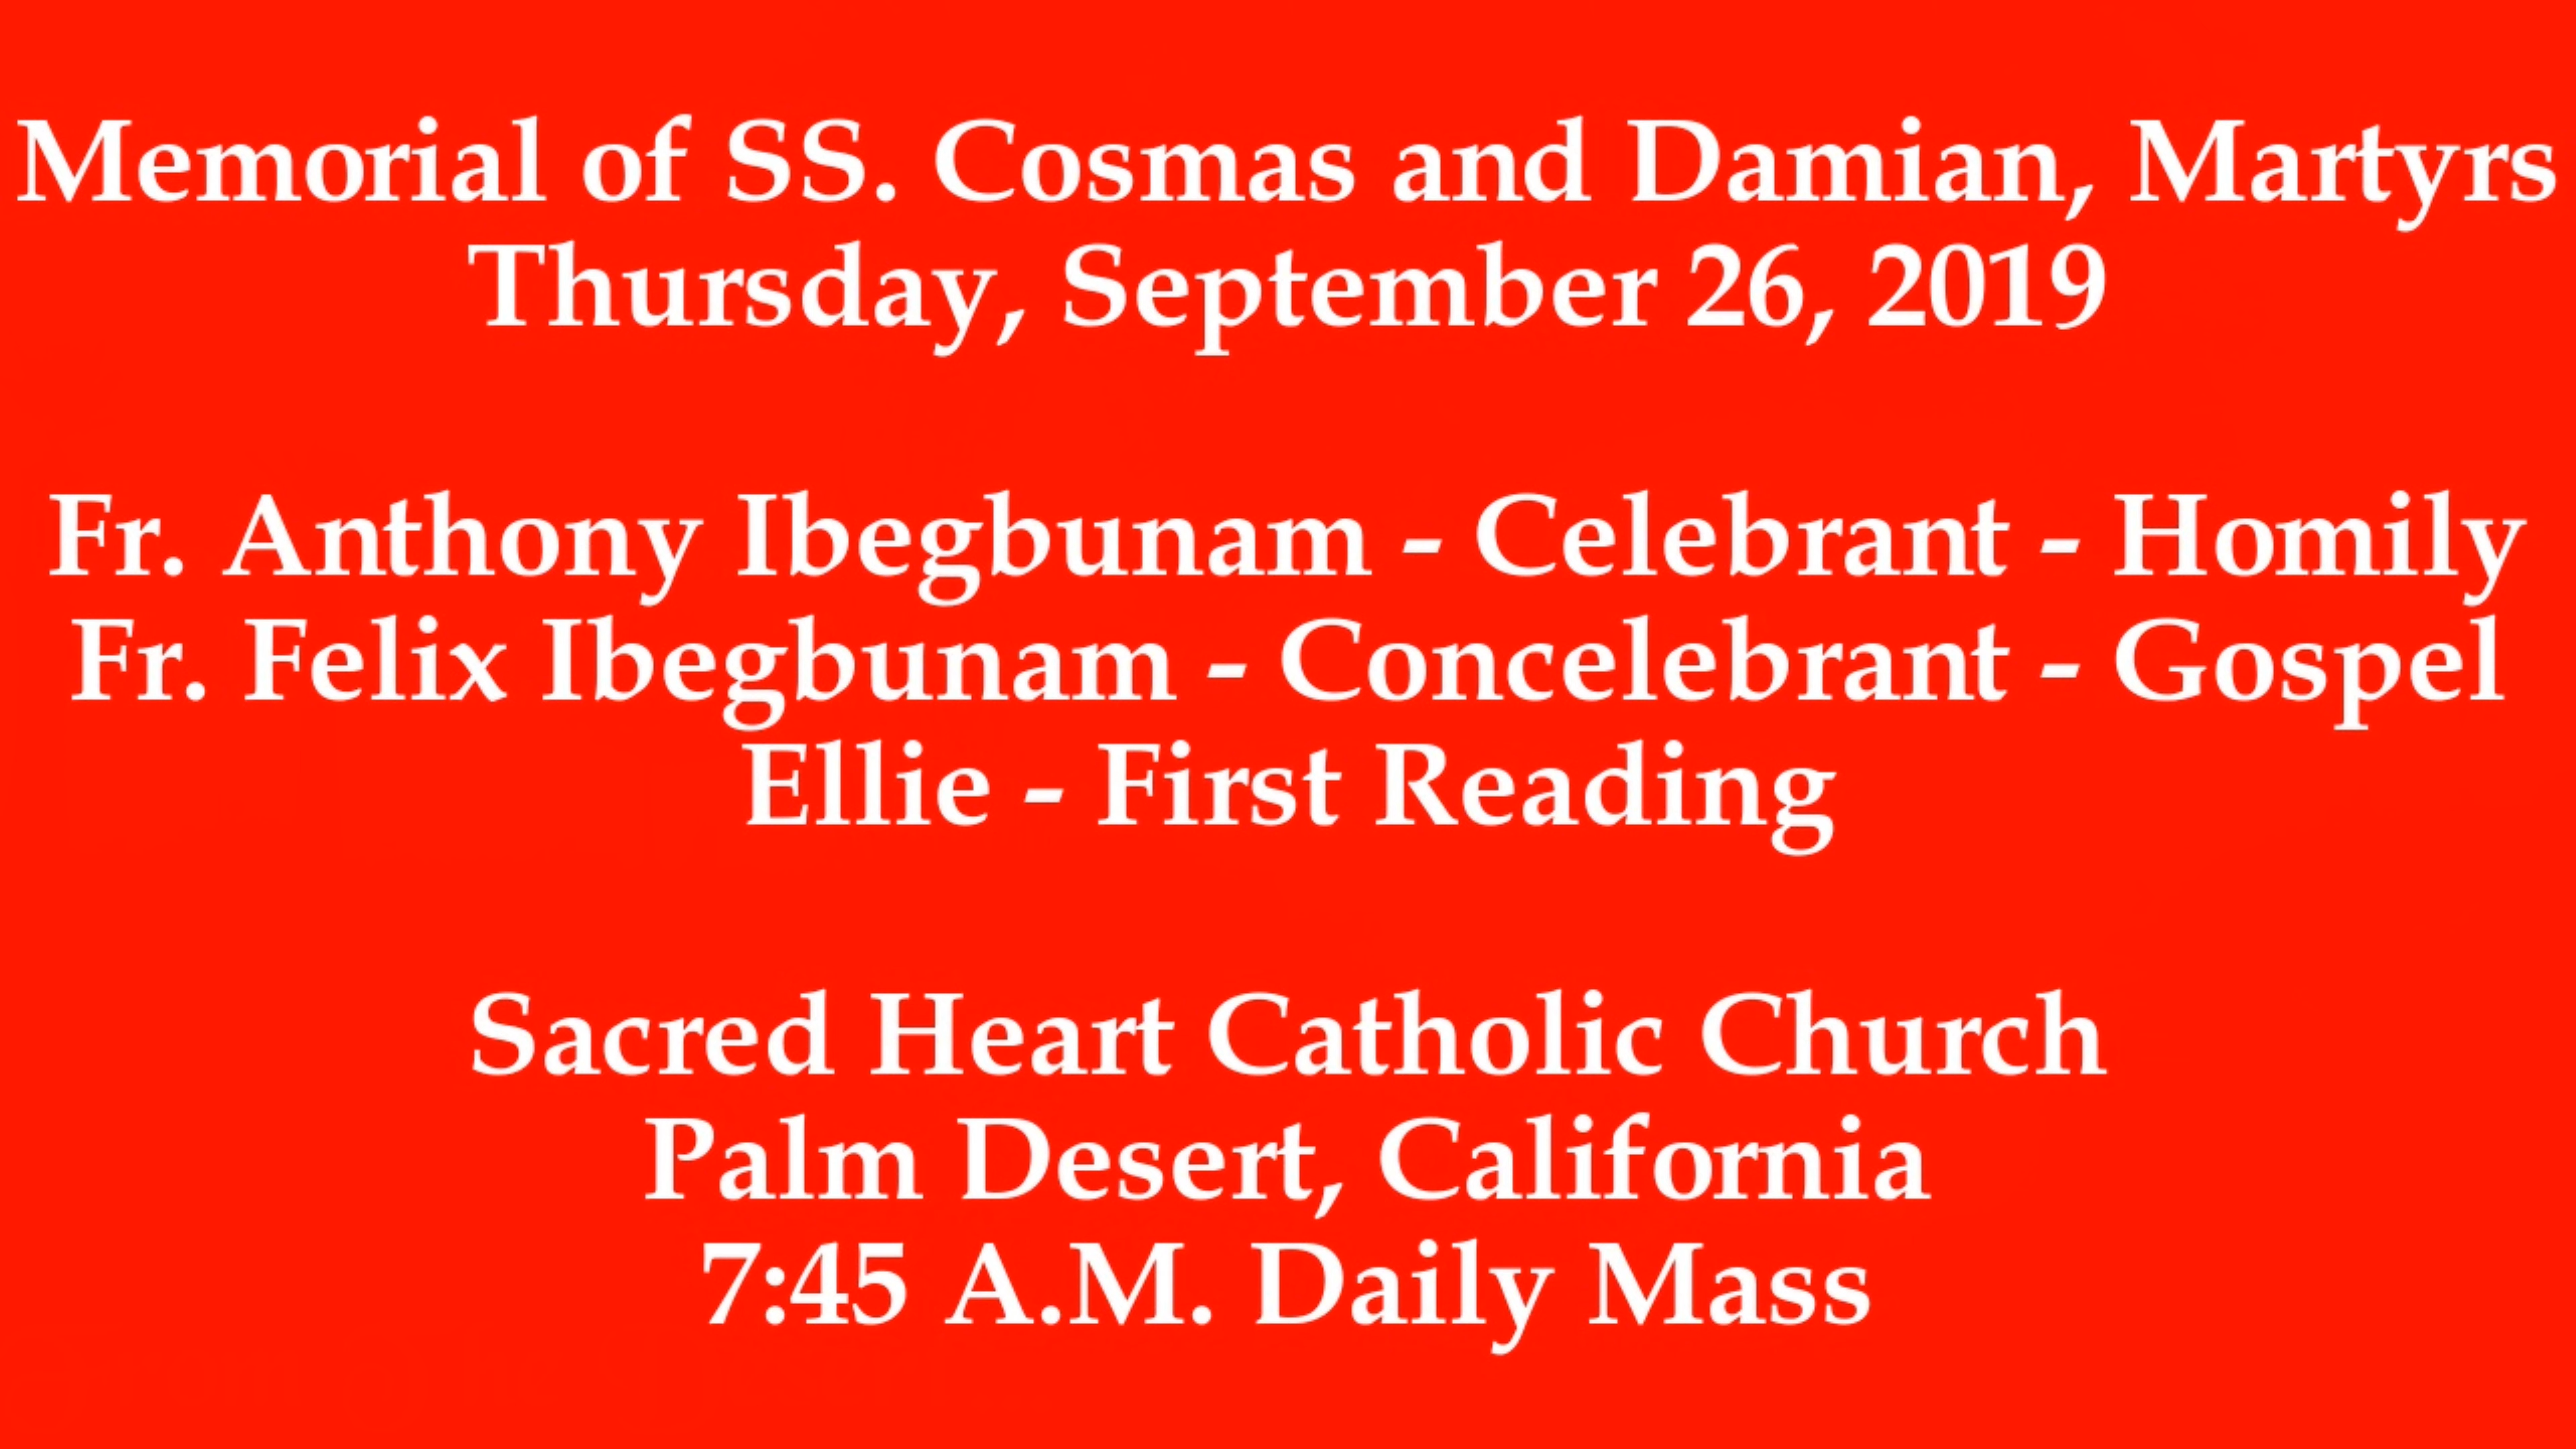 Memorial of SS. Cosmas and Damian, Martyrs
Thursday, September 26, 2019
Fr. Anthony Ibegbunam - Celebrant - Homily
Fr. Felix Ibegbunam - Concelebrant - Gospel
Ellie - First Reading
Sacred Heart Catholic Church
Palm Desert, California
7:45 A.M. Daily Mass